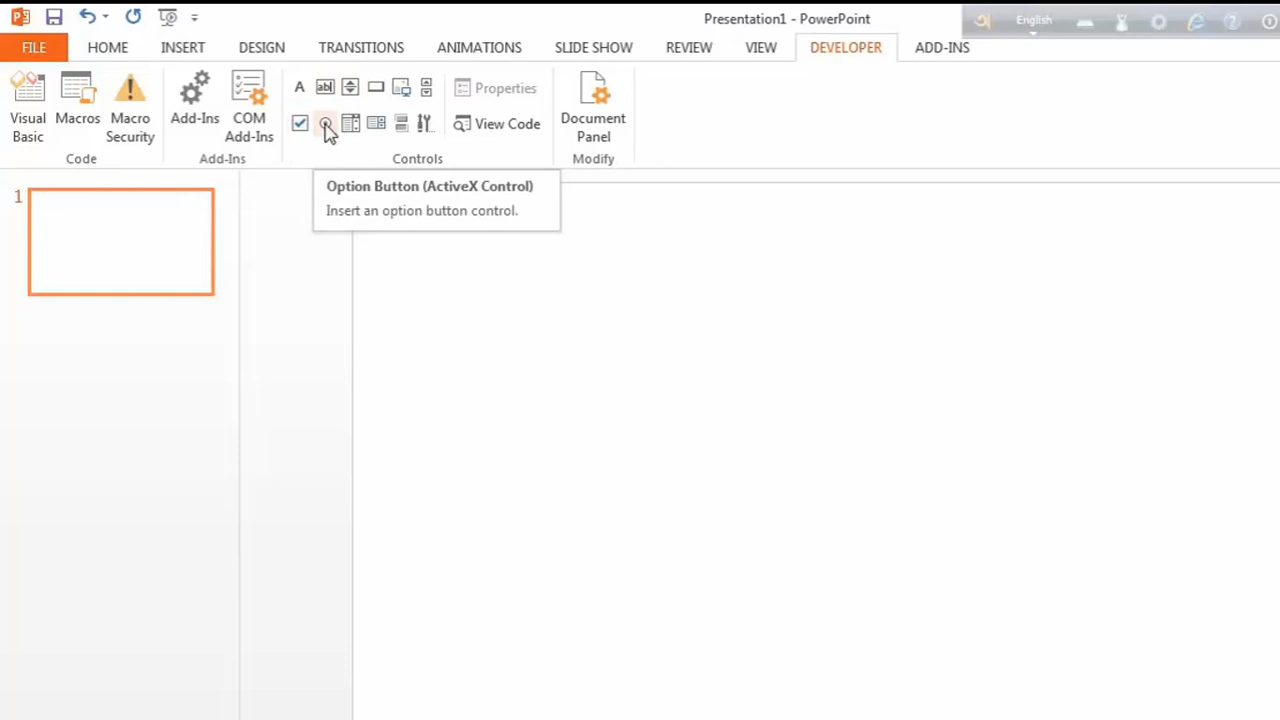 Presentation1 - PowerPoint
English
FILE HOME INSERT DESIGN TRANSITIONS ANIMATIONS SLIDE SHOW REVIEW VIEW DEVELOPER ADD-INS
Visual Basic
Macros
Macro Security
Code
Add-Ins
COM Add-Ins
Add-Ins
A
abl
Properties
View Code
Controls
Document Panel
Modify
Option Button (ActiveX Control)
Insert an option button control.
1